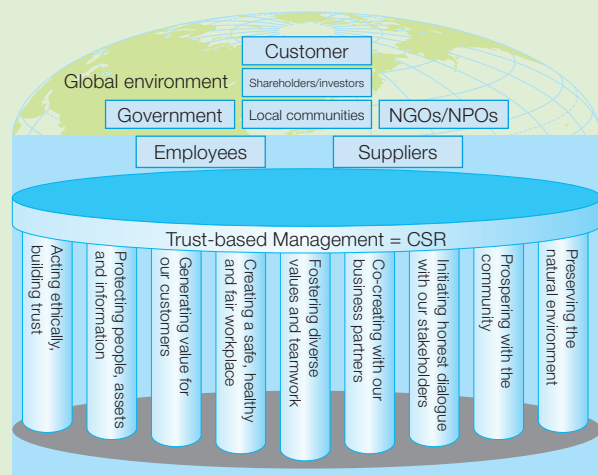 Customer
Global environment
Shareholders/investors
Government
Local communities
NGOs/NPOs
Employees
Suppliers
Trust-based Management = CSR
Acting ethically,
building trust
Protecting people, assets
and information
Generating value for
our customers
Creating a safe, healthy
and fair workplace
Fostering diverse
values and teamwork
Co-creating with our
business partners
Initiating honest dialogue
with our stakeholders
Prospering with the
community
Preserving the
natural environment